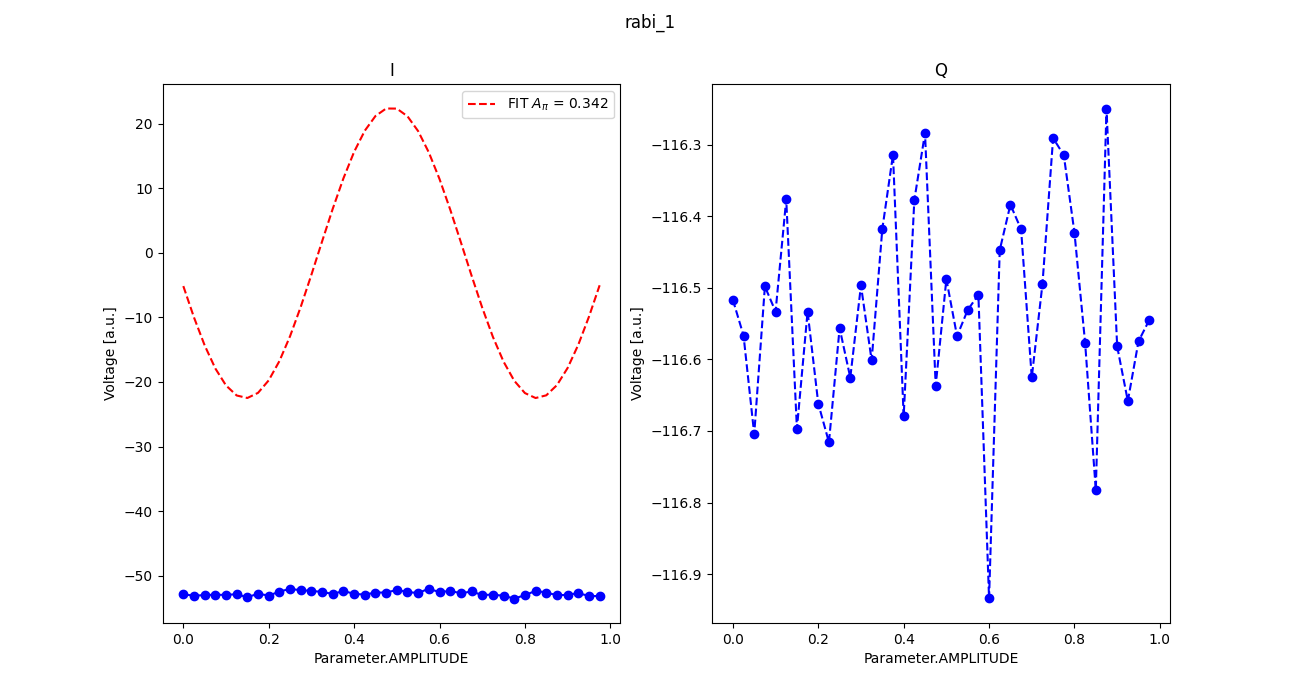 rabi_1
I
FIT Aπ = 0.342
Voltage [a.u.]
20
10
0
−10
−20
−30
−40
−50
0.0 0.2 0.4 0.6 0.8 1.0
Parameter.AMPLITUDE
Q
Voltage [a.u.]
−116.3
−116.4
−116.5
−116.6
−116.7
−116.8
−116.9
0.0 0.2 0.4 0.6 0.8 1.0
Parameter.AMPLITUDE